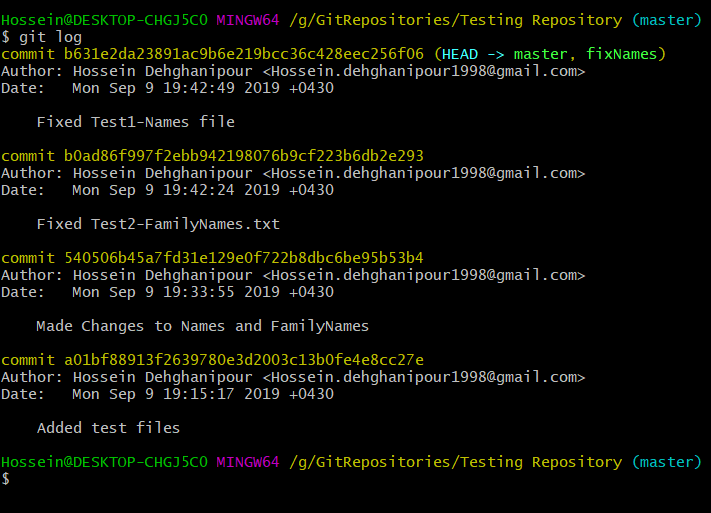 Hossein@DESKTOP-CHGJ5CO MINGW64 /g/GitRepositories/Testing Repository (master)
$ git log
commit b631e2da23891ac9b6e219bcc36c428eec256f06 (HEAD -> master, fixNames)
Author: Hossein Dehghanipour <Hossein.dehghanipour1998@gmail.com>
Date:   Mon Sep 9 19:42:49 2019 +0430
    Fixed Test1-Names file
commit b0ad86f997f2ebb942198076b9cf223b6db2e293
Author: Hossein Dehghanipour <Hossein.dehghanipour1998@gmail.com>
Date:   Mon Sep 9 19:42:24 2019 +0430
    Fixed Test2-FamilyNames.txt
commit 540506b45a7fd31e129e0f722b8dbc6be95b53b4
Author: Hossein Dehghanipour <Hossein.dehghanipour1998@gmail.com>
Date:   Mon Sep 9 19:33:55 2019 +0430
    Made Changes to Names and FamilyNames
commit a01bf88913f2639780e3d2003c13b0fe4e8cc27e
Author: Hossein Dehghanipour <Hossein.dehghanipour1998@gmail.com>
Date:   Mon Sep 9 19:15:17 2019 +0430
    Added test files
Hossein@DESKTOP-CHGJ5CO MINGW64 /g/GitRepositories/Testing Repository (master)
$